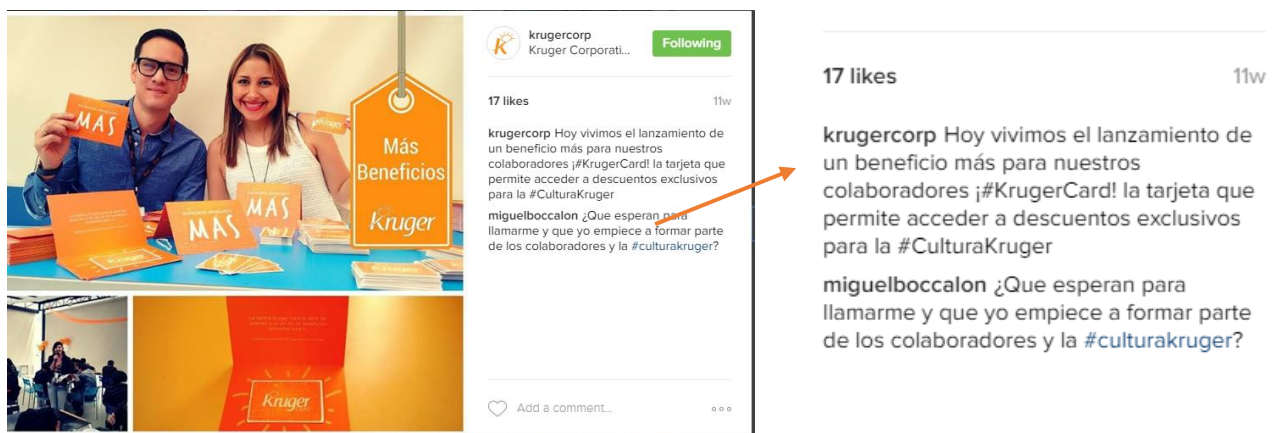 MAS
MAS
MAS
Más
Beneficios
Kruger
Kruger
krugercorp
Kruger Corporati...
Following
17 likes
11w
krugercorp Hoy vivimos el lanzamiento de
un beneficio más para nuestros
colaboradores ¡#KrugerCard! la tarjeta que
permite acceder a descuentos exclusivos
para la #CulturaKruger
miguelboccalon ¿Que esperan para
llamarme y que yo empiece a formar parte
de los colaboradores y la #culturakruger?
Add a comment...
17 likes
11w
krugercorp Hoy vivimos el lanzamiento de
un beneficio más para nuestros
colaboradores ¡#KrugerCard! la tarjeta que
permite acceder a descuentos exclusivos
para la #CulturaKruger
miguelboccalon ¿Que esperan para
llamarme y que yo empiece a formar parte
de los colaboradores y la #culturakruger?